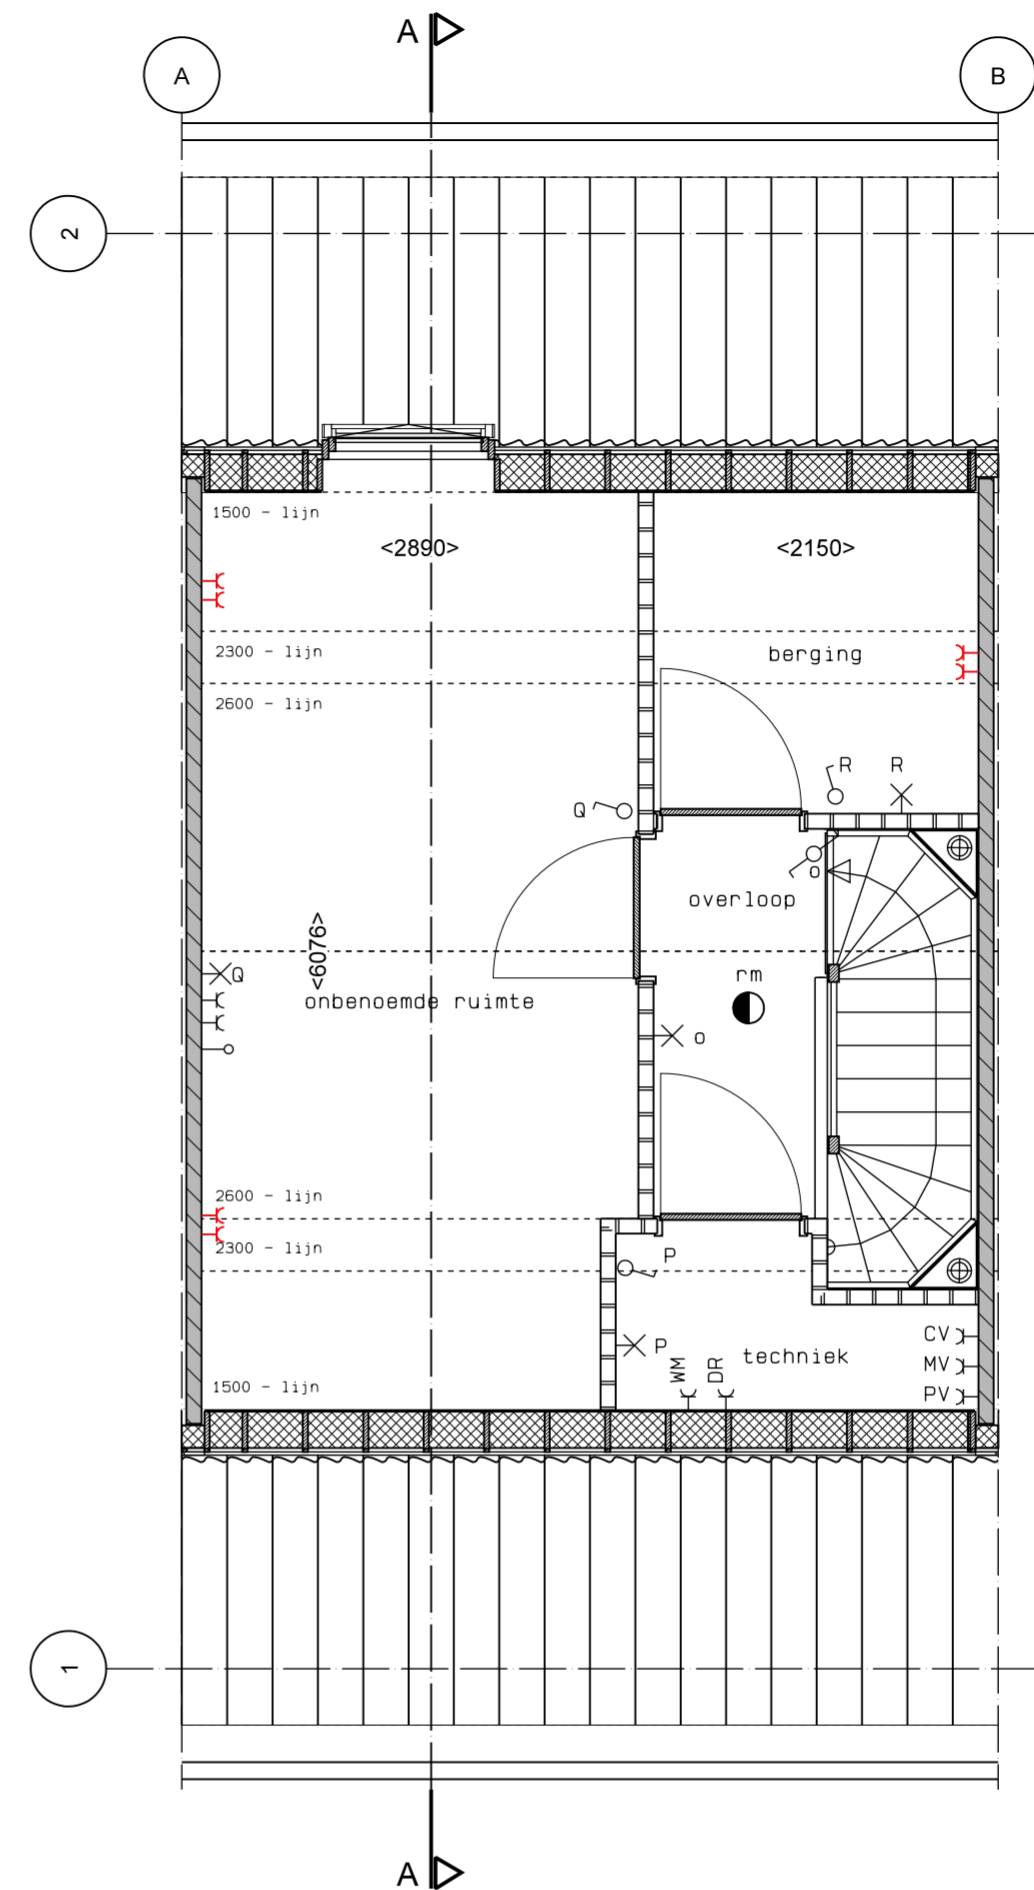 A
A
B
2
1500 - lijn
<2890>
<2150>
2300 - lijn
berging
2600 - lijn
R
R
Q
o
overloop
<6076>
Q
rm
onbenoemde ruimte
o
2600 - lijn
2300 - lijn
P
CV
P
WM
DR
techniek
MV
1500 - lijn
PV
1
A